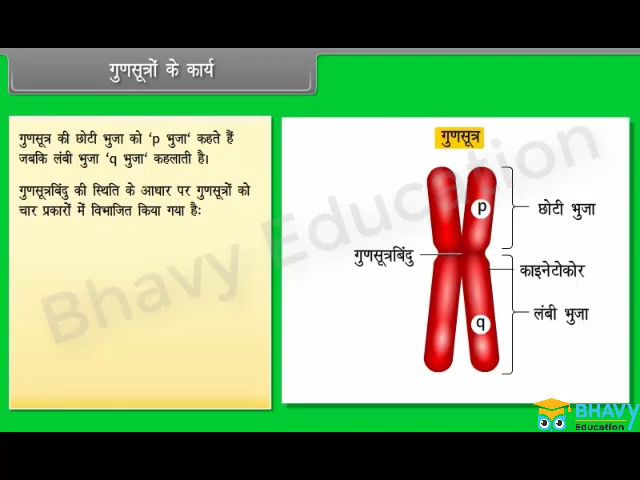 गुणसूत्रों के कार्य
गुणसूत्र की छोटी भुजा को ‘p भुजा‘ कहते हैं
जबकि लंबी भुजा ‘q भुजा‘ कहलाती है।
गुणसूत्रबिंदु की स्थिति के आधार पर गुणसूत्रों को
चार प्रकारों में विभाजित किया गया हैः
गुणसूत्र
p
छोटी भुजा
गुणसूत्रबिंदु
काइनेटोकोर
लंबी भुजा
q
Bhavy Education
BHAVY
Education